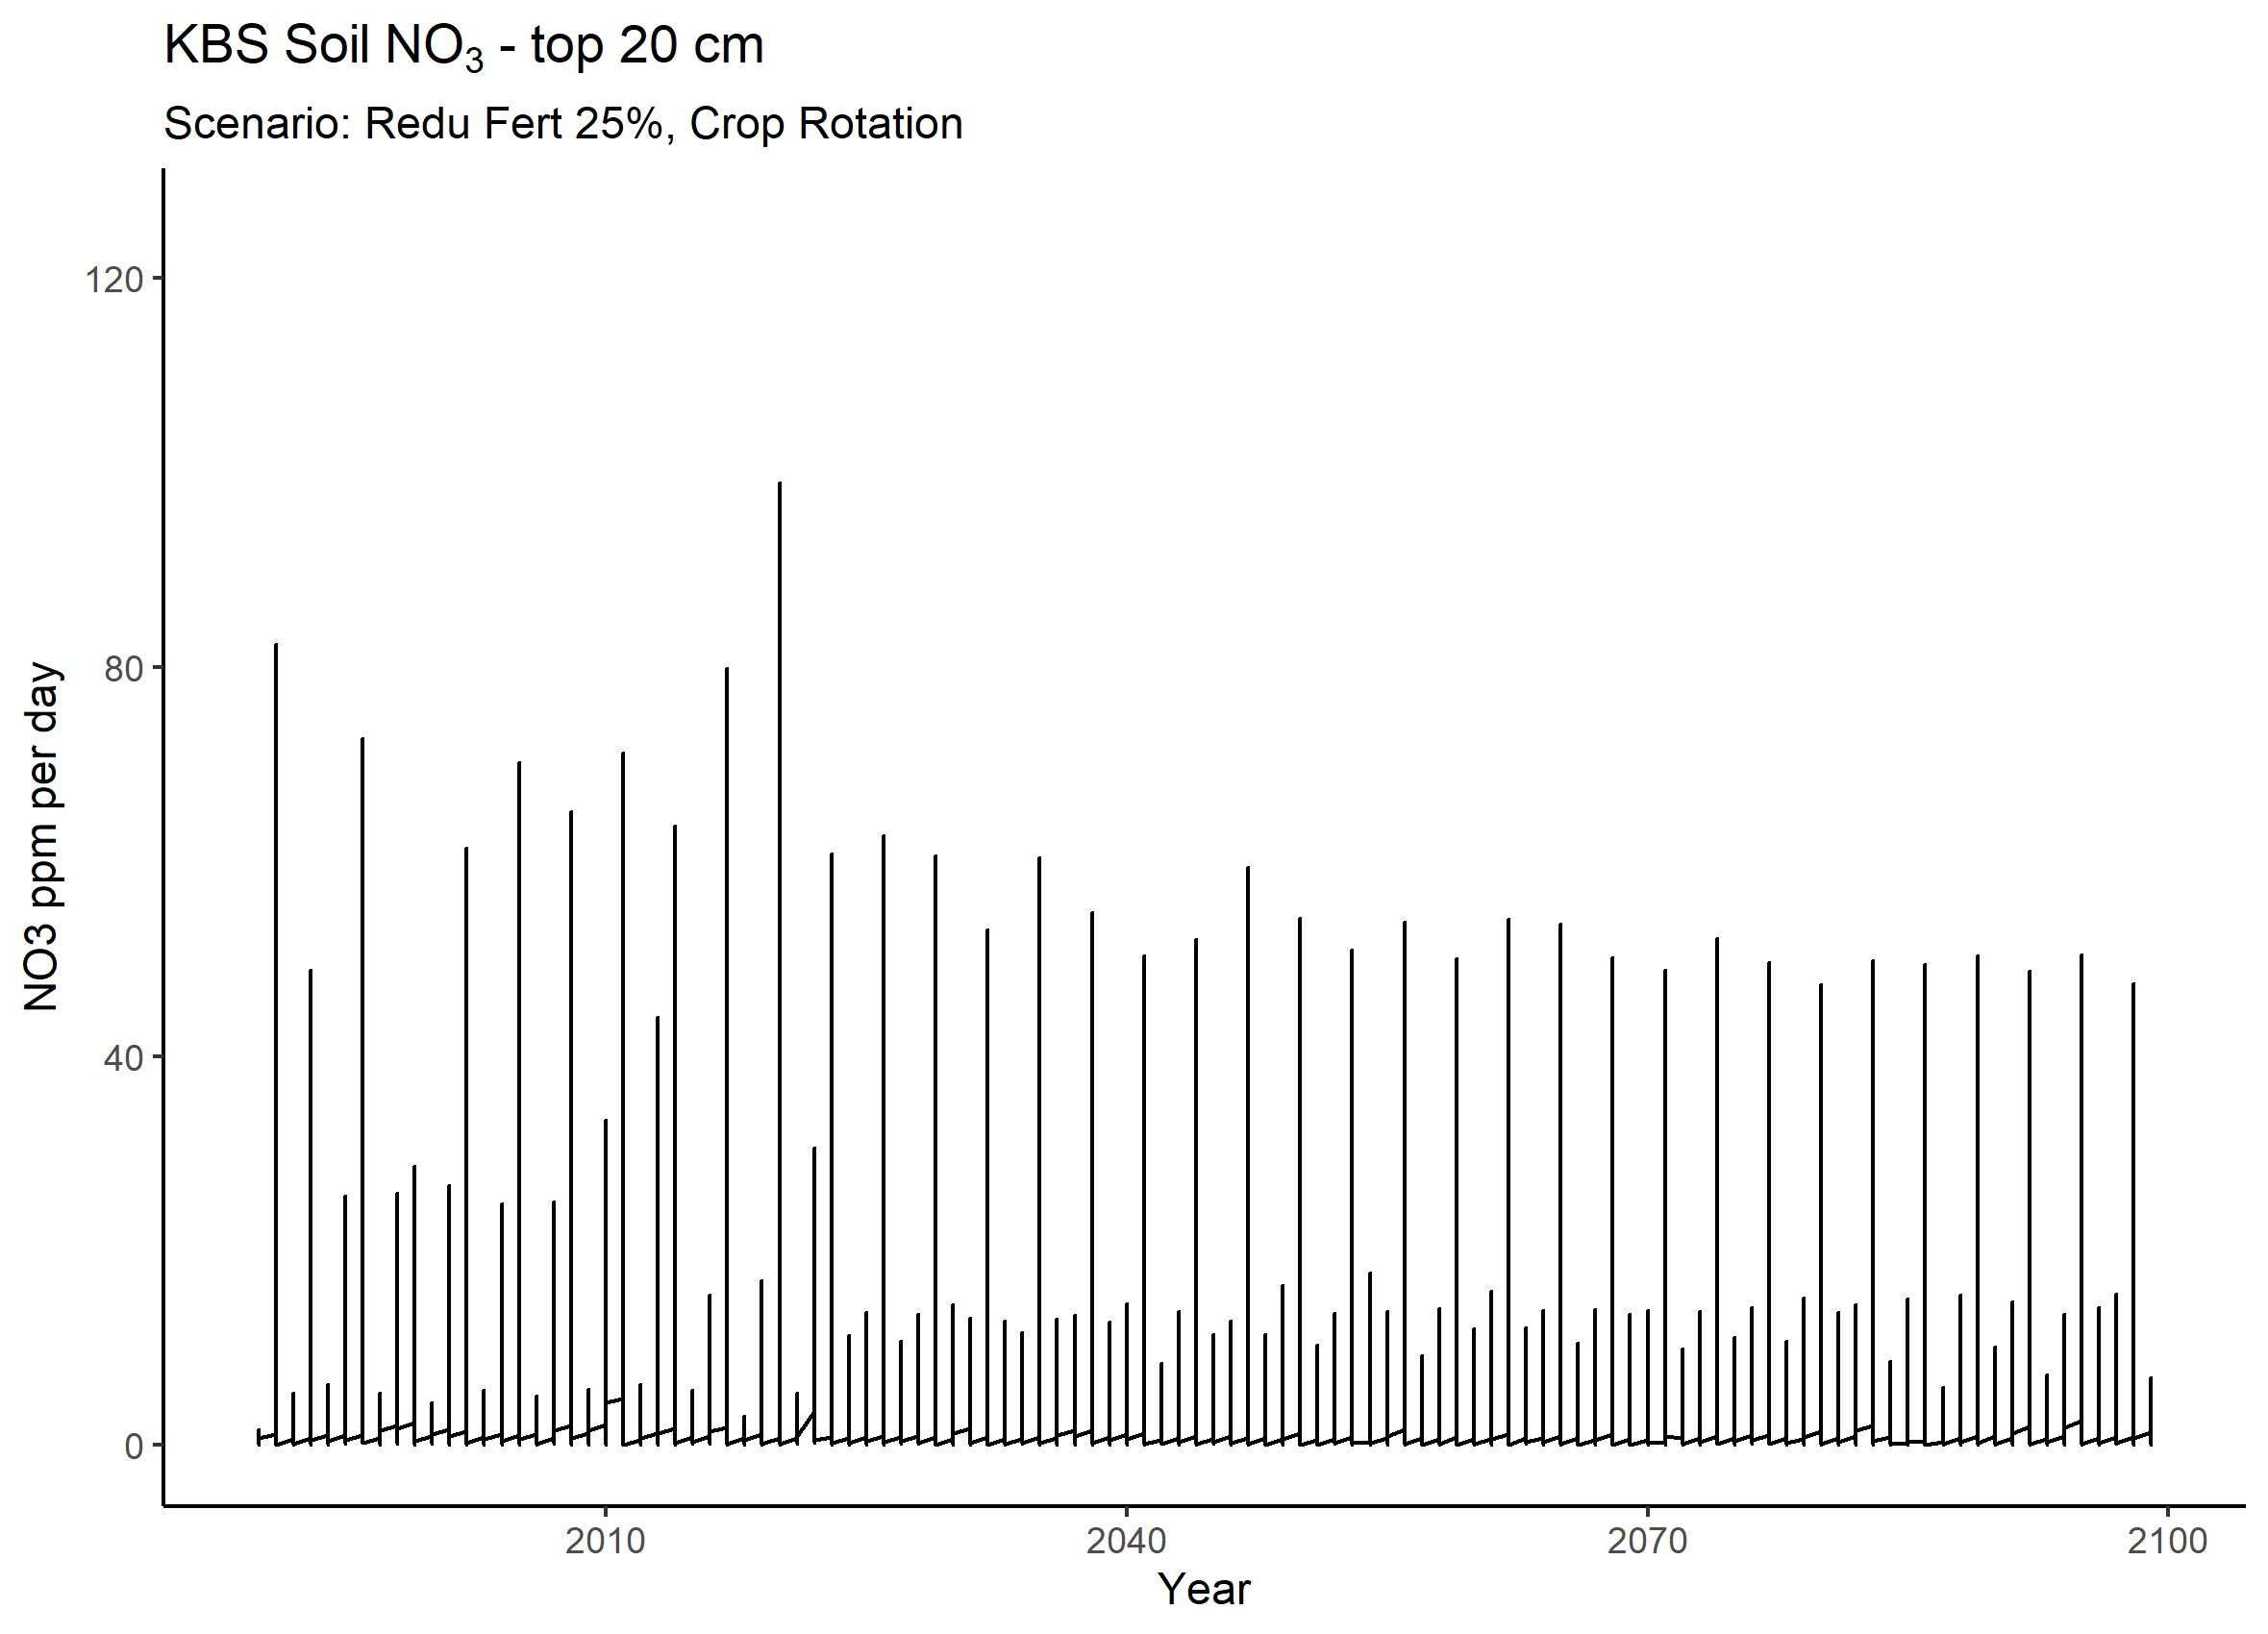 KBS Soil NO₃ - top 20 cm
Scenario: Redu Fert 25%, Crop Rotation
NO3 ppm per day
120
80
40
0
2010 2040 2070 2100
Year